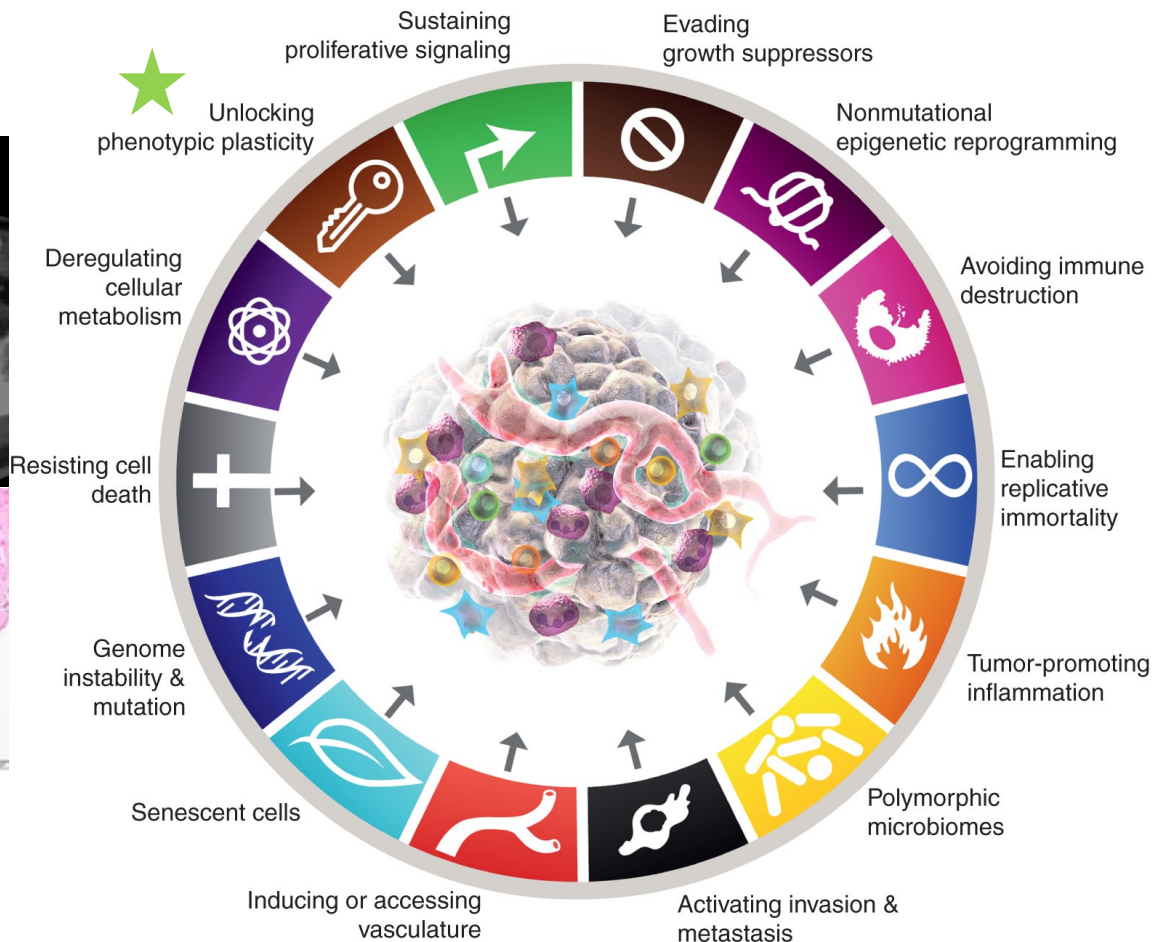 Sustaining
proliferative signaling
Evading
growth suppressors
Nonmutational
epigenetic reprogramming
Avoiding immune
destruction
Enabling
replicative
immortality
Tumor-promoting
inflammation
Polymorphic
microbiomes
Activating invasion &
metastasis
Inducing or accessing
vasculature
Senescent cells
Genome
instability &
mutation
Resisting cell
death
Deregulating
cellular
metabolism
Unlocking
phenotypic plasticity